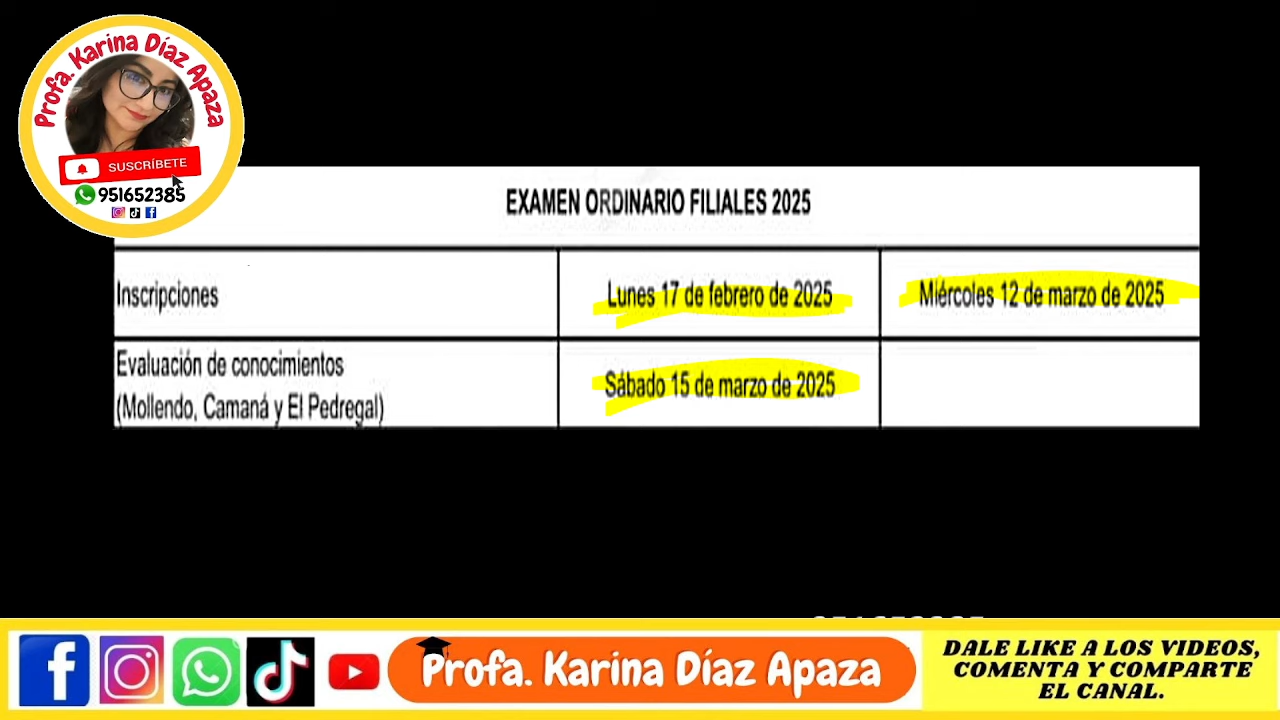 Profa. Karina Díaz Apaza
SUSCRÍBETE
951652385
EXAMEN ORDINARIO FILIALES 2025
Inscripciones
Lunes 17 de febrero de 2025
Miércoles 12 de marzo de 2025
Evaluación de conocimientos
(Mollendo, Camaná y El Pedregal)
Sábado 15 de marzo de 2025
Profa. Karina Díaz Apaza
DALE LIKE A LOS VIDEOS,
COMENTA Y COMPARTE
EL CANAL.